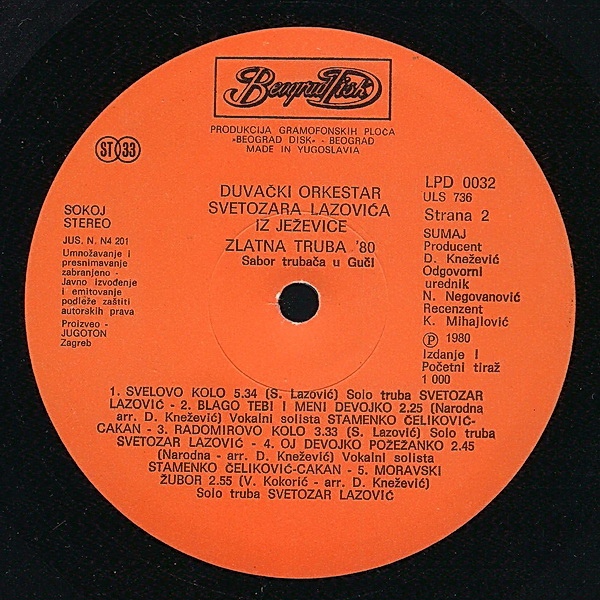 Beograd Disk
PRODUKCIJA GRAMOFONSKIH PLOČA
»BEOGRAD DISK« - BEOGRAD
MADE IN YUGOSLAVIA
ST 33
DUVAČKI ORKESTAR
SVETOZARA LAZOVIĆA
IZ JEŽEVICE
ZLATNA TRUBA '80
Sabor trubača u Guči
SOKOJ
STEREO
JUS. N. N4 201
Umnožavanje i
presnimavanje
zabranjeno -
Javno izvođenje
i emitovanje
podleže zaštiti
autorskih prava
Proizveo -
JUGOTON
Zagreb
LPD 0032
ULS 736
Strana 2
SUMAJ
Producent
D. Knežević
Odgovorni
urednik
N. Negovanović
Recenzent
K. Mihajlović
Ⓟ 1980
Izdanje I
Početni tiraž
1 000
1. SVELOVO KOLO 5.34 (S. Lazović) Solo truba SVETOZAR
LAZOVIĆ - 2. BLAGO TEBI I MENI DEVOJKO 2.25 (Narodna
arr. D. Knežević) Vokalni solista STAMENKO ČELIKOVIĆ-
CAKAN - 3. RADOMIROVO KOLO 3.33 (S. Lazović) Solo truba
SVETOZAR LAZOVIĆ - 4. OJ DEVOJKO POŽEŽANKO 2.45
(Narodna - arr. D. Knežević) Vokalni solista
STAMENKO ČELIKOVIĆ-CAKAN - 5. MORAVSKI
ŽUBOR 2.55 (V. Kokorić - arr. D. Knežević)
Solo truba SVETOZAR LAZOVIĆ